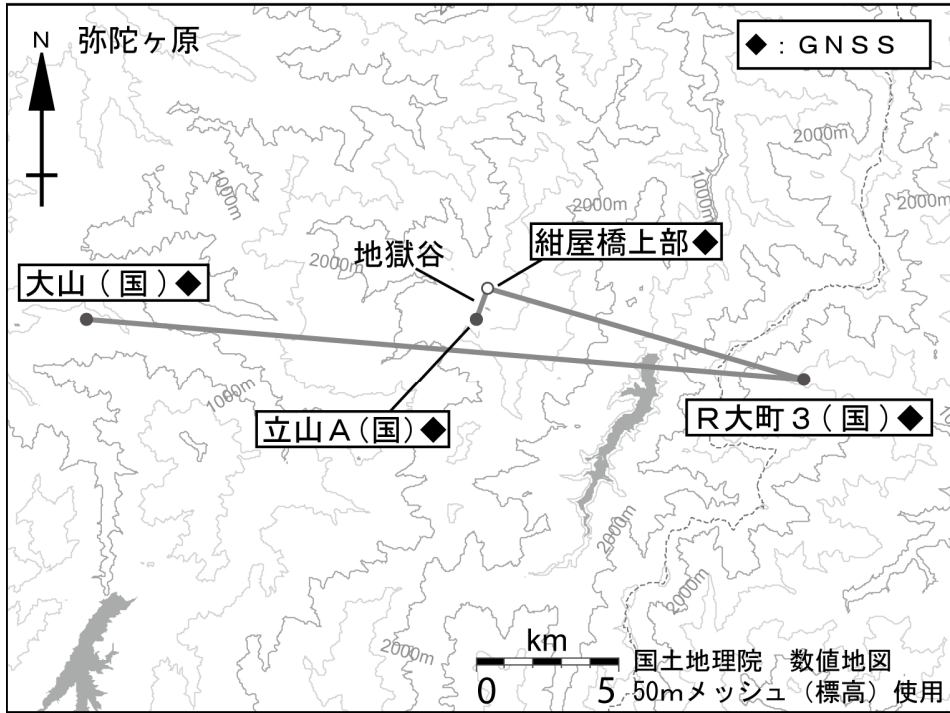 N
弥陀ヶ原
◆：ＧＮＳＳ
2000m
1000m
1000m
2000m
2000m
紺屋橋上部◆
地獄谷
2000m
大山（国）◆
1000m
立山Ａ（国）◆
Ｒ大町３（国）◆
2000m
2000m
2000m
km
0
5
国土地理院　数値地図
50mメッシュ（標高）使用